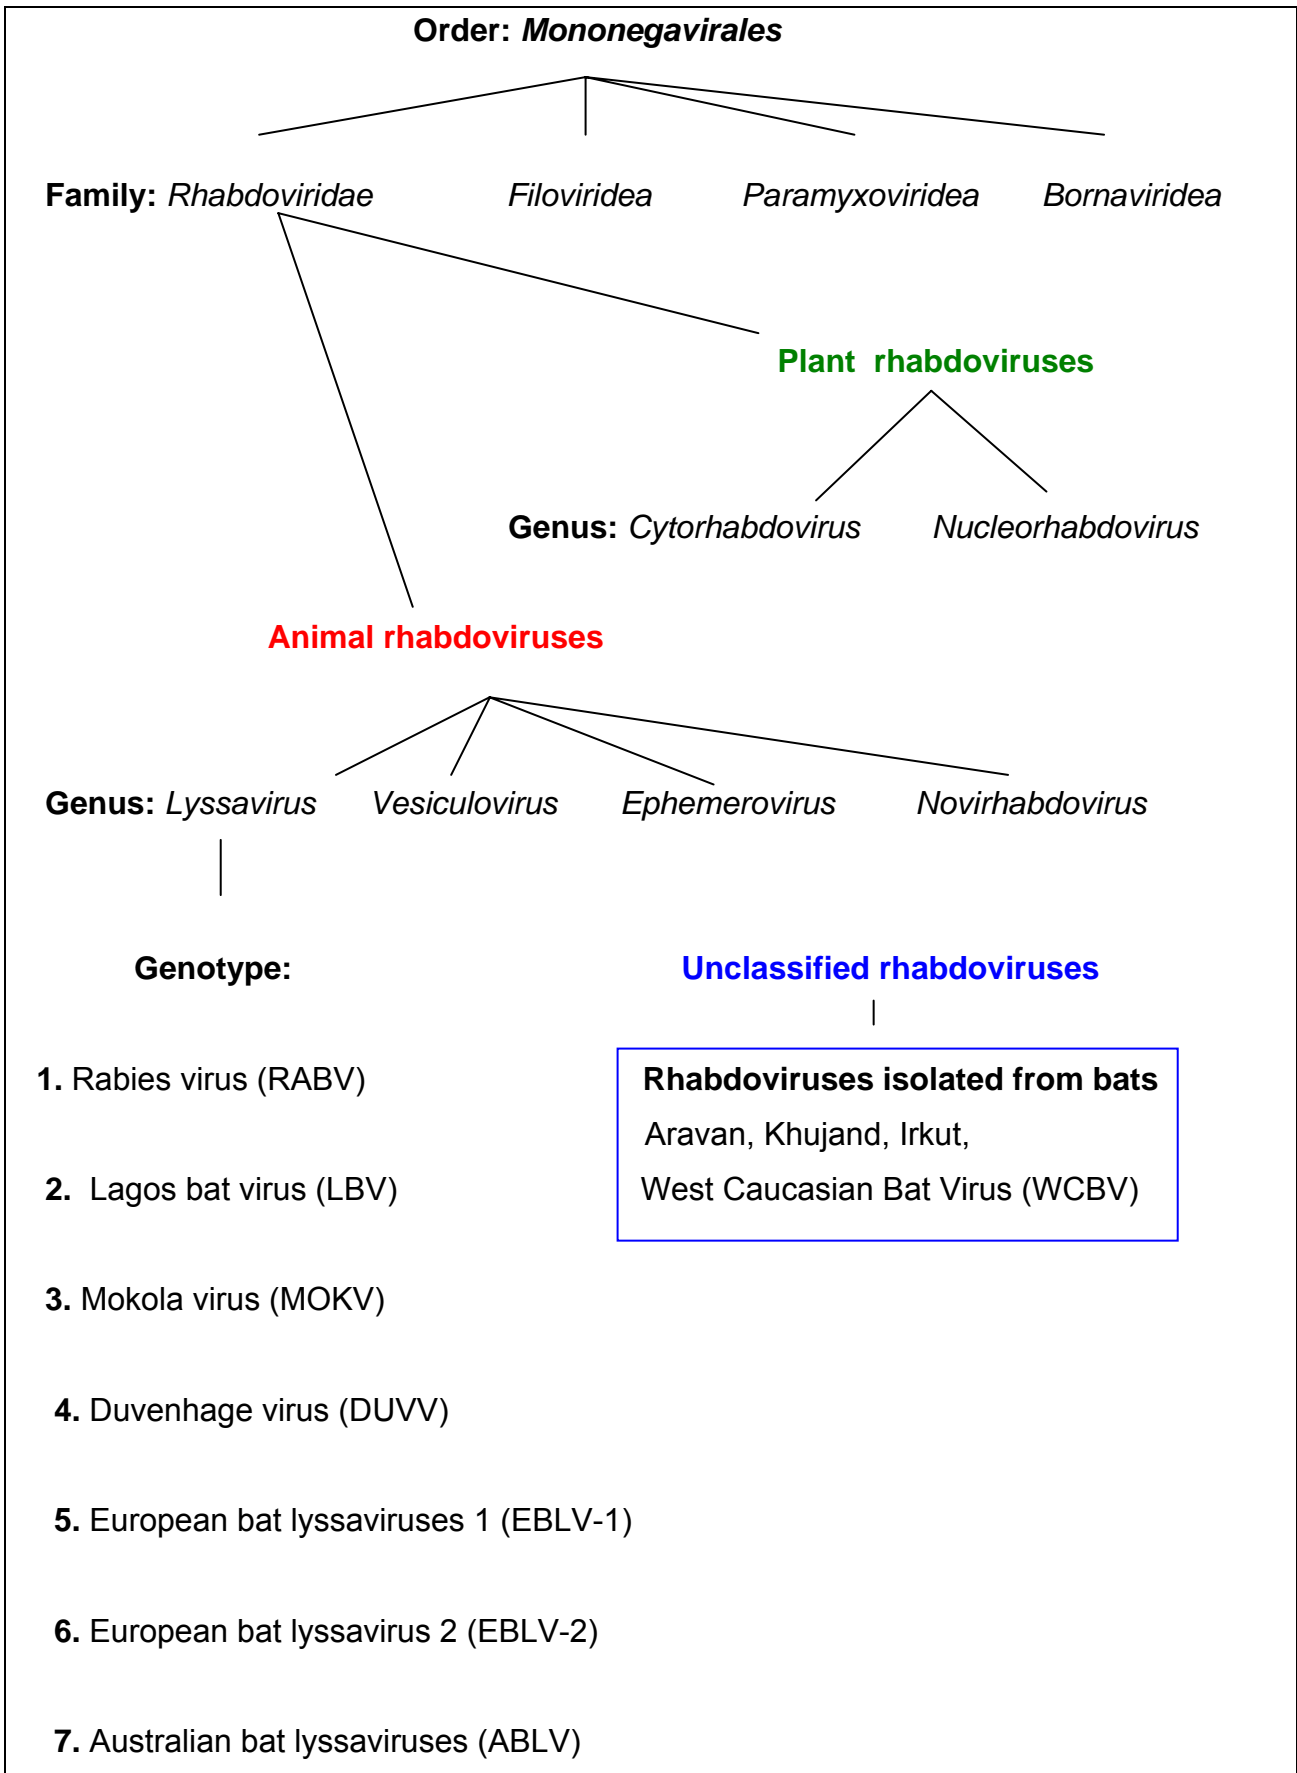 Order: Mononegavirales
Family: Rhabdoviridae Filoviridea Paramyxoviridea Bornaviridea
Plant rhabdoviruses
Genus: Cytorhabdovirus Nucleorhabdovirus
Animal rhabdoviruses
Genus: Lyssavirus Vesiculovirus Ephemerovirus Novirhabdovirus
Genotype:
1. Rabies virus (RABV)
2. Lagos bat virus (LBV)
3. Mokola virus (MOKV)
4. Duvenhage virus (DUVV)
5. European bat lyssaviruses 1 (EBLV-1)
6. European bat lyssavirus 2 (EBLV-2)
7. Australian bat lyssaviruses (ABLV)
Unclassified rhabdoviruses
Rhabdoviruses isolated from bats
Aravan, Khujand, Irkut,
West Caucasian Bat Virus (WCBV)